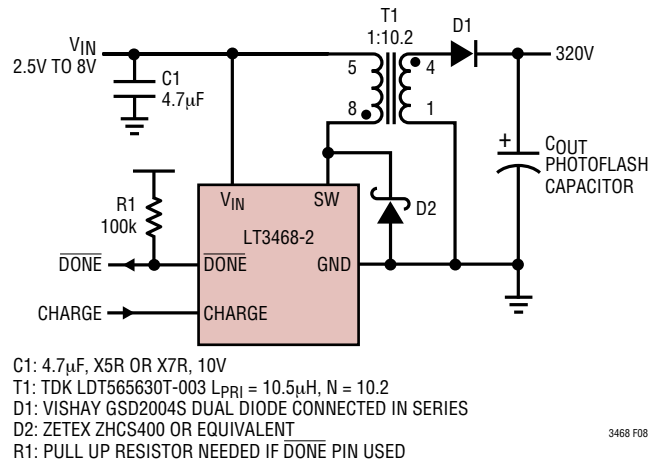 T1
1:10.2
D1
VIN
2.5V TO 8V
C1
4.7µF
5
4
8
1
320V
+
COUT
PHOTOFLASH
CAPACITOR
R1
100k
VIN
SW
D2
LT3468-2
DONE
DONE
GND
CHARGE
CHARGE
C1: 4.7µF, X5R OR X7R, 10V
T1: TDK LDT565630T-003 LPRI = 10.5µH, N = 10.2
D1: VISHAY GSD2004S DUAL DIODE CONNECTED IN SERIES
D2: ZETEX ZHCS400 OR EQUIVALENT
R1: PULL UP RESISTOR NEEDED IF DONE PIN USED
3468 F08